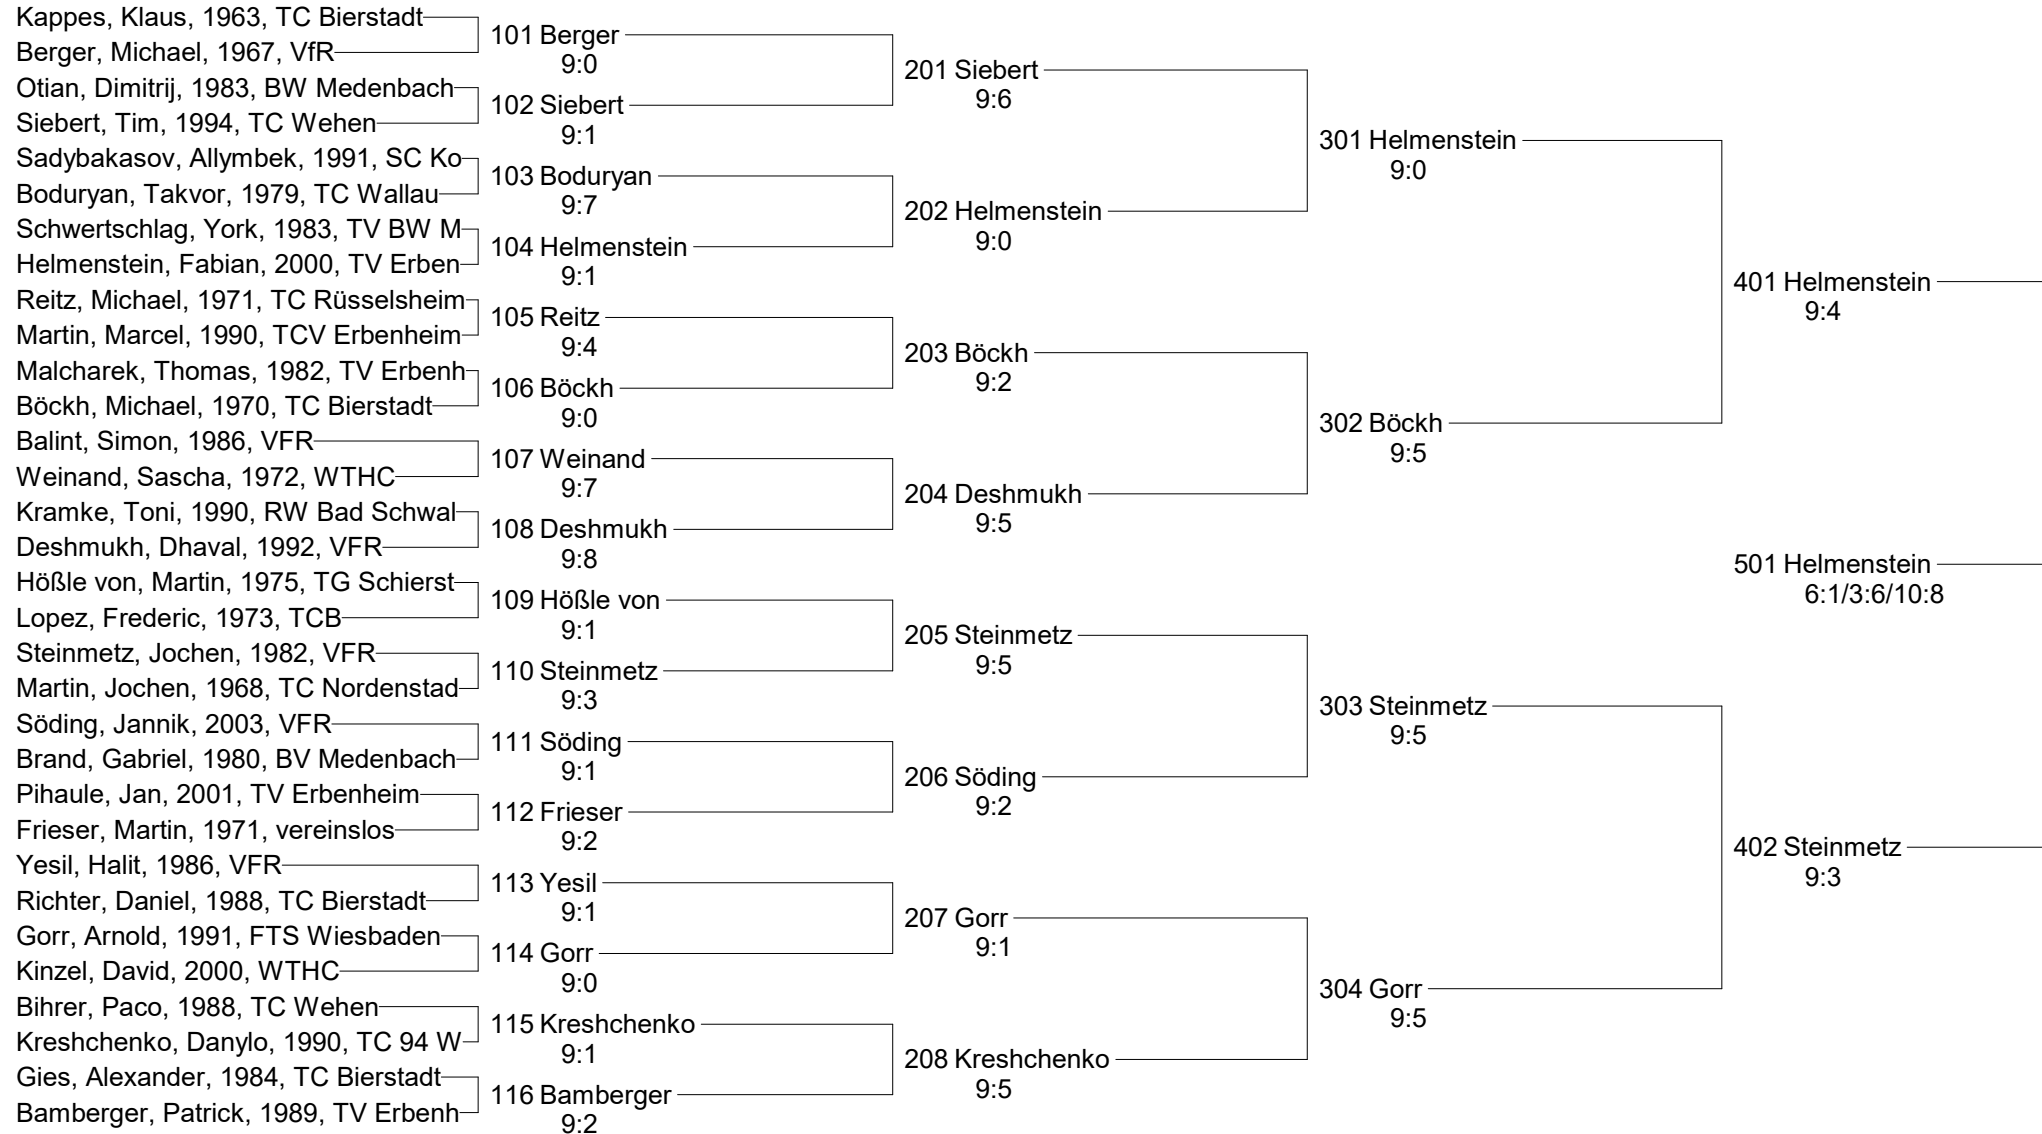 Kappes, Klaus, 1963, TC Bierstadt
Berger, Michael, 1967, VfR
Otian, Dimitrij, 1983, BW Medenbach
Siebert, Tim, 1994, TC Wehen
Sadybakasov, Allymbek, 1991, SC Ko
Boduryan, Takvor, 1979, TC Wallau
Schwertschlag, York, 1983, TV BW M
Helmenstein, Fabian, 2000, TV Erben
Reitz, Michael, 1971, TC Rüsselsheim
Martin, Marcel, 1990, TCV Erbenheim
Malcharek, Thomas, 1982, TV Erbenh
Böckh, Michael, 1970, TC Bierstadt
Balint, Simon, 1986, VFR
Weinand, Sascha, 1972, WTHC
Kramke, Toni, 1990, RW Bad Schwal
Deshmukh, Dhaval, 1992, VFR
Hößle von, Martin, 1975, TG Schierst
Lopez, Frederic, 1973, TCB
Steinmetz, Jochen, 1982, VFR
Martin, Jochen, 1968, TC Nordenstad
Söding, Jannik, 2003, VFR
Brand, Gabriel, 1980, BV Medenbach
Pihaule, Jan, 2001, TV Erbenheim
Frieser, Martin, 1971, vereinslos
Yesil, Halit, 1986, VFR
Richter, Daniel, 1988, TC Bierstadt
Gorr, Arnold, 1991, FTS Wiesbaden
Kinzel, David, 2000, WTHC
Bihrer, Paco, 1988, TC Wehen
Kreshchenko, Danylo, 1990, TC 94 W
Gies, Alexander, 1984, TC Bierstadt
Bamberger, Patrick, 1989, TV Erbenh
101 Berger
9:0
102 Siebert
9:1
103 Boduryan
9:7
104 Helmenstein
9:1
105 Reitz
9:4
106 Böckh
9:0
107 Weinand
9:7
108 Deshmukh
9:8
109 Hößle von
9:1
110 Steinmetz
9:3
111 Söding
9:1
112 Frieser
9:2
113 Yesil
9:1
114 Gorr
9:0
115 Kreshchenko
9:1
116 Bamberger
9:2
201 Siebert
9:6
202 Helmenstein
9:0
203 Böckh
9:2
204 Deshmukh
9:5
205 Steinmetz
9:5
206 Söding
9:2
207 Gorr
9:1
208 Kreshchenko
9:5
301 Helmenstein
9:0
302 Böckh
9:5
303 Steinmetz
9:5
304 Gorr
9:5
401 Helmenstein
9:4
501 Helmenstein
6:1/3:6/10:8
402 Steinmetz
9:3